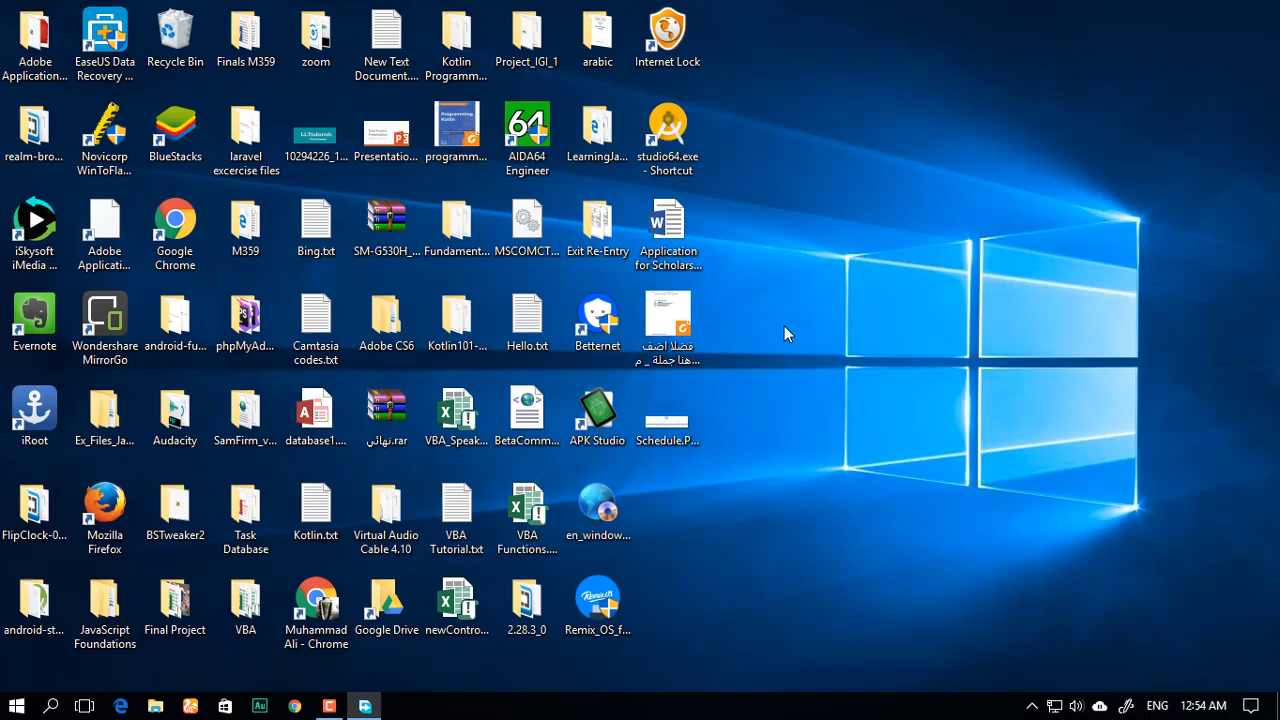 Adobe
Application...
EaseUS Data
Recovery ...
Recycle Bin
Finals M359
zoom
New Text
Document....
Kotlin
Programm...
Project_IGI_1
arabic
Internet Lock
realm-bro...
Novicorp
WinToFla...
BlueStacks
laravel
excercise files
10294226_1...
Presentatio...
programm...
64
AIDA64
Engineer
LearningJa...
studio64.exe
- Shortcut
iSkysoft
iMedia ...
Adobe
Applicati...
Google
Chrome
M359
Bing.txt
SM-G530H_...
Fundament...
MSCOMCT...
Exit Re-Entry
Application
for Scholars...
Evernote
Wondershare
MirrorGo
android-fu...
phpMyAd...
Camtasia
codes.txt
Adobe CS6
Kotlin101-...
Hello.txt
Betternet
فضلا اضف
هنا جملة _ م...
iRoot
Ex_Files_Ja...
Audacity
SamFirm_v...
database1....
نهائي.rar
VBA_Speak...
BetaComm...
APK Studio
Schedule.P...
FlipClock-0...
Mozilla
Firefox
BSTweaker2
Task
Database
Kotlin.txt
Virtual Audio
Cable 4.10
VBA
Tutorial.txt
VBA
Functions....
en_window...
android-st...
JavaScript
Foundations
Final Project
VBA
Muhammad
Ali - Chrome
Google Drive
newContro...
2.28.3_0
Remix_OS_f...
ENG
12:54 AM